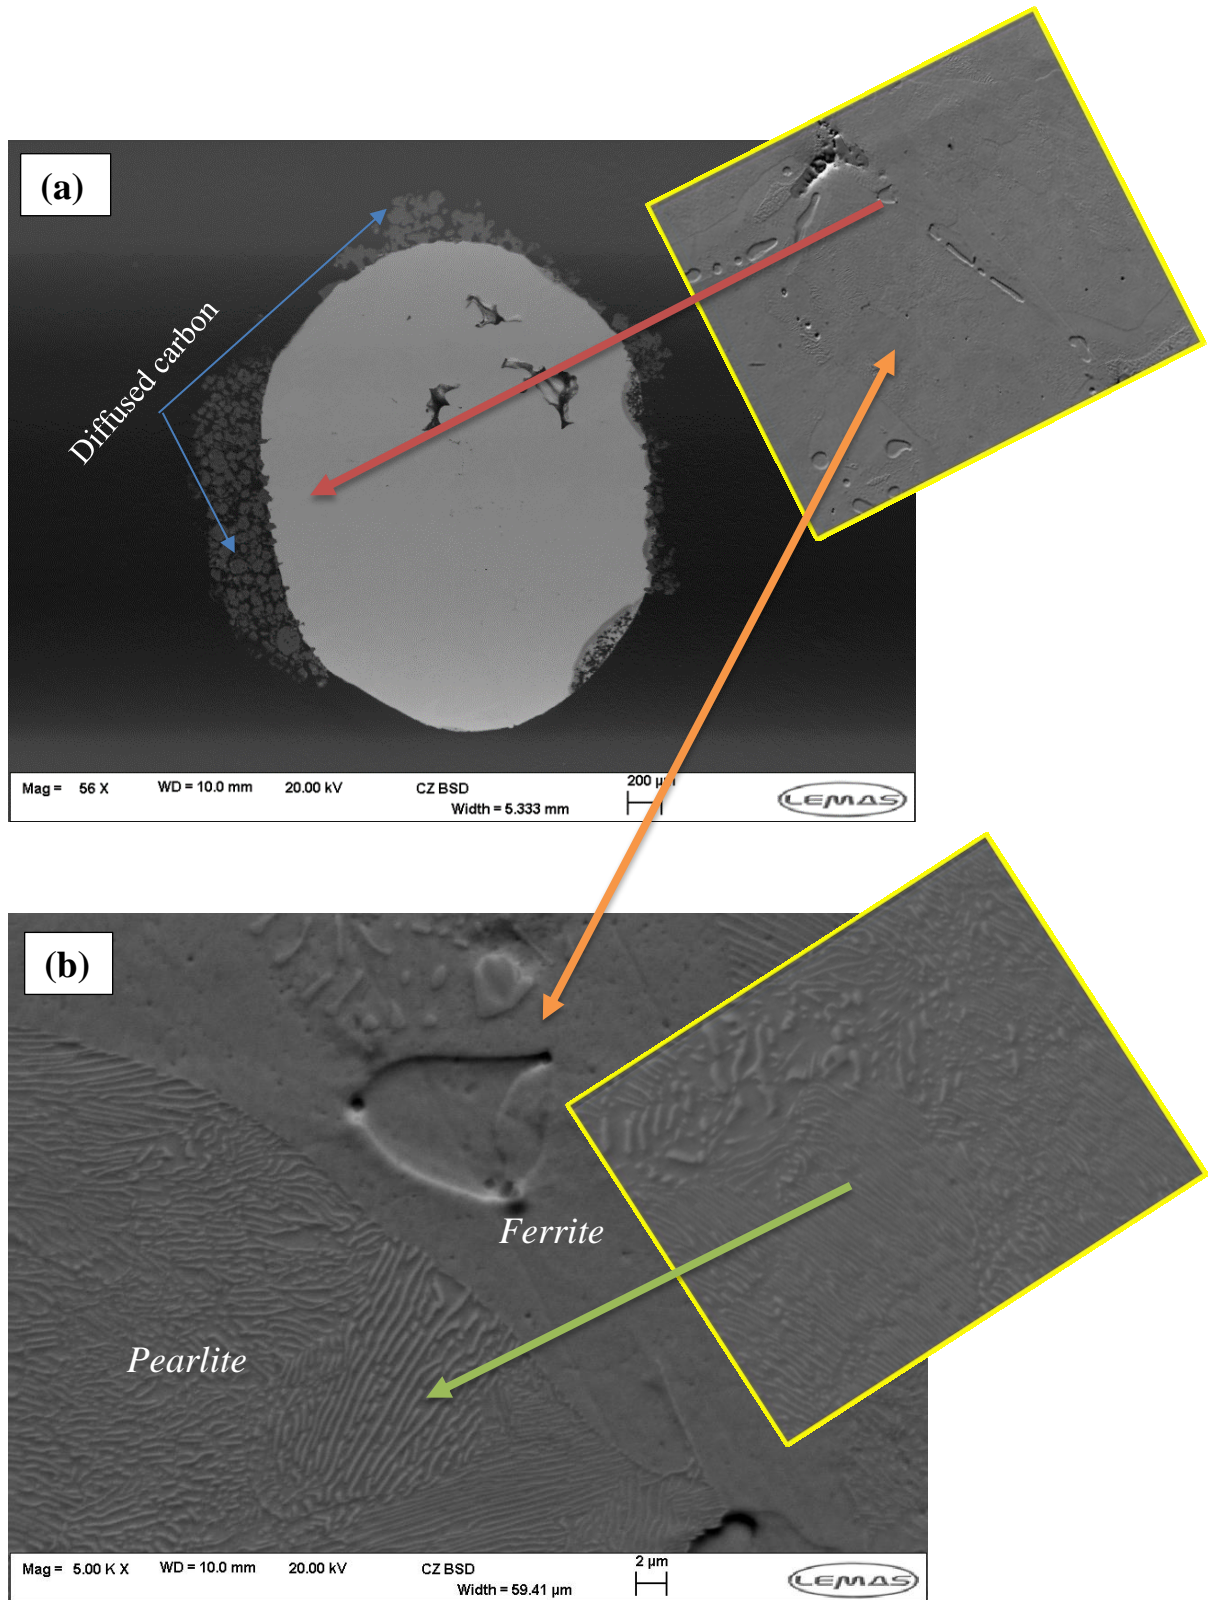 (a)
Diffused carbon
Mag = 56 X WD = 10.0 mm 20.00 kV CZ BSD 200 µm
Width = 5.333 mm
LEMAS
(b)
Ferrite
Pearlite
Mag = 5.00 K X WD = 10.0 mm 20.00 kV CZ BSD 2 µm
Width = 59.41 µm
LEMAS